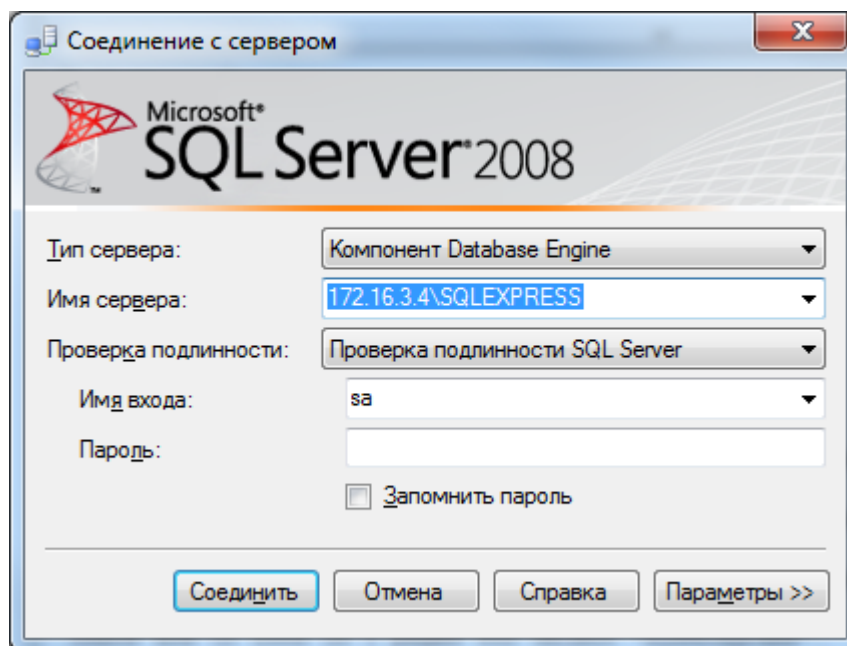 Соединение с сервером
Microsoft®
SQL Server® 2008
Тип сервера: Компонент Database Engine
Имя сервера: 172.16.3.4\SQLEXPRESS
Проверка подлинности: Проверка подлинности SQL Server
Имя входа: sa
Пароль:
Запомнить пароль
Соединить Отмена Справка Параметры >>